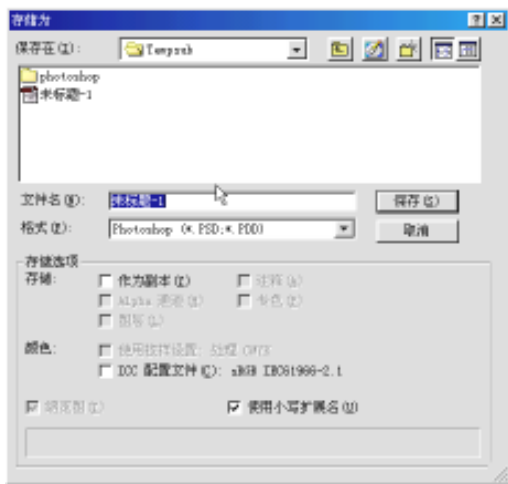 存储为
保存在(I): Tempsub
photoshop
未标题-1
文件名(N): 未标题-1 保存(S)
格式(F): Photoshop (*.PSD;*.PDD) 取消
存储选项
存储: 作为副本(Y) 注释(N)
Alpha 通道(E) 专色(P)
图层(L)
颜色: 使用校样设置: 处理 CMYK
ICC 配置文件(C): sRGB IEC61966-2.1
缩览图(T) 使用小写扩展名(U)